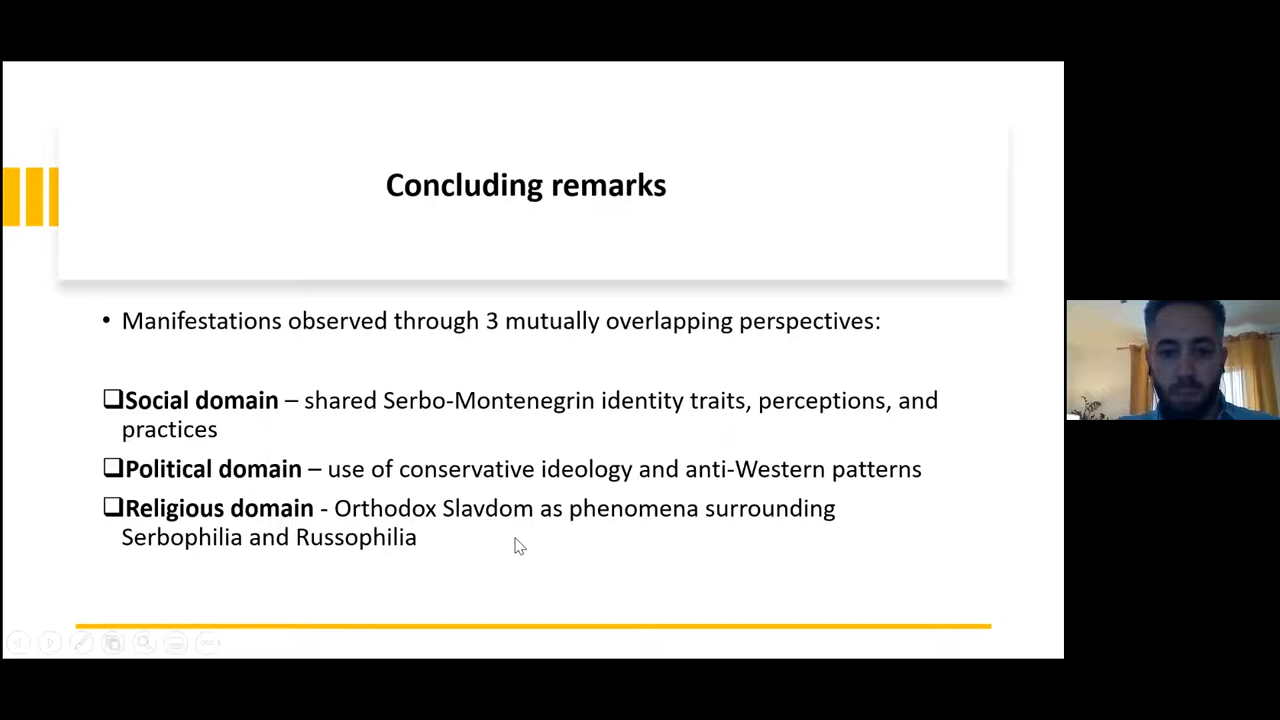 Concluding remarks
• Manifestations observed through 3 mutually overlapping perspectives:
❑Social domain – shared Serbo-Montenegrin identity traits, perceptions, and
practices
❑Political domain – use of conservative ideology and anti-Western patterns
❑Religious domain - Orthodox Slavdom as phenomena surrounding
Serbophilia and Russophilia